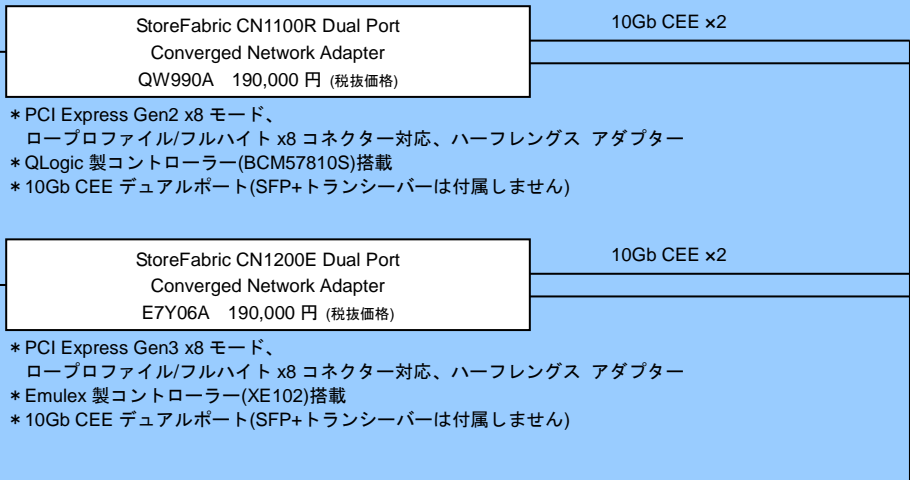 StoreFabric CN1100R Dual Port
Converged Network Adapter
QW990A 190,000 円 (税抜価格)
10Gb CEE ×2
＊PCI Express Gen2 x8 モード、
ロープロファイル/フルハイト x8 コネクター対応、ハーフレングス アダプター
＊QLogic 製コントローラー(BCM57810S)搭載
＊10Gb CEE デュアルポート(SFP+トランシーバーは付属しません)
StoreFabric CN1200E Dual Port
Converged Network Adapter
E7Y06A 190,000 円 (税抜価格)
10Gb CEE ×2
＊PCI Express Gen3 x8 モード、
ロープロファイル/フルハイト x8 コネクター対応、ハーフレングス アダプター
＊Emulex 製コントローラー(XE102)搭載
＊10Gb CEE デュアルポート(SFP+トランシーバーは付属しません)